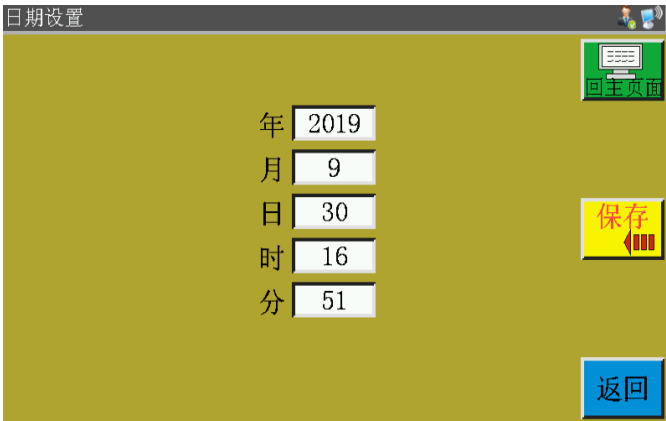 日期设置
回主页面
年 2019
月 9
日 30
保存
时 16
分 51
返回